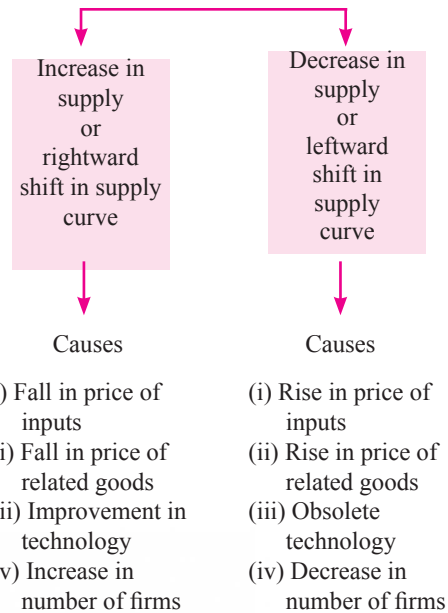 Increase in
supply
or
rightward
shift in supply
curve
Decrease in
supply
or
leftward
shift in
supply
curve
Causes
) Fall in price of
inputs
i) Fall in price of
related goods
ii) Improvement in
technology
v) Increase in
number of firms
Causes
(i) Rise in price of
inputs
(ii) Rise in price of
related goods
(iii) Obsolete
technology
(iv) Decrease in
number of firms